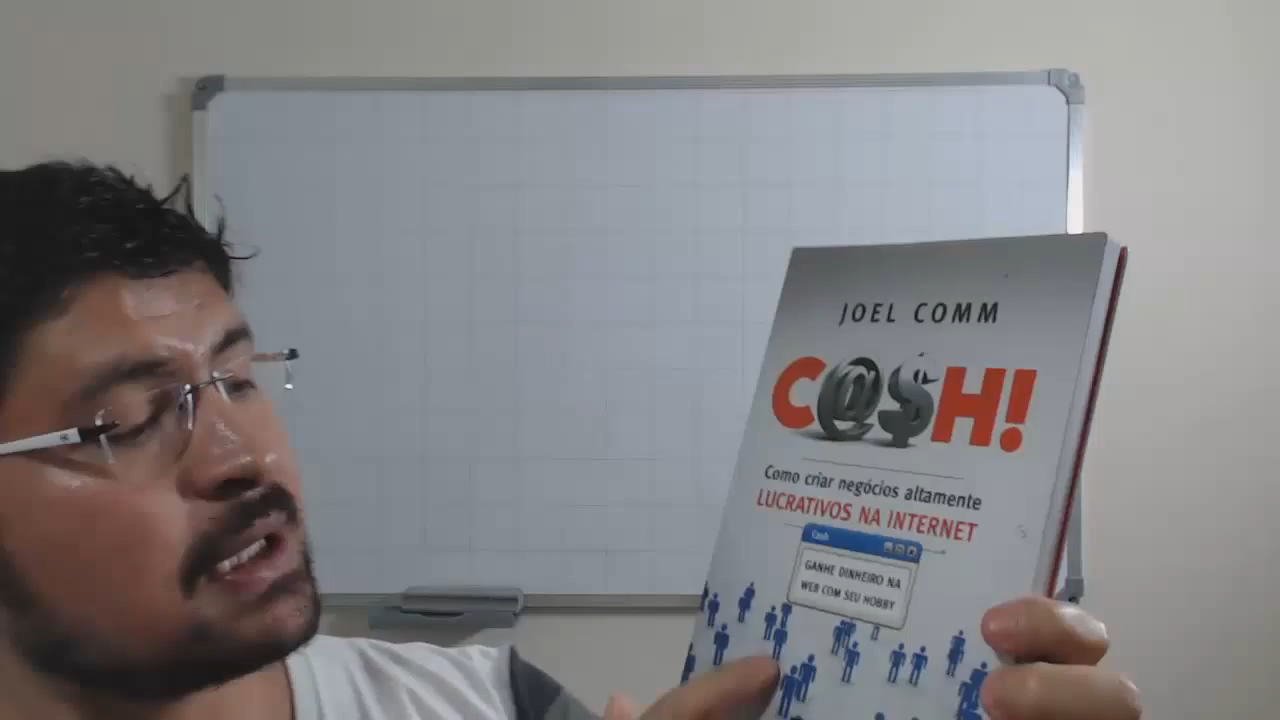 JOEL COMM
C@$H!
Como criar negócios altamente
LUCRATIVOS NA INTERNET
Cash
GANHE DINHEIRO NA
WEB COM SEU HOBBY